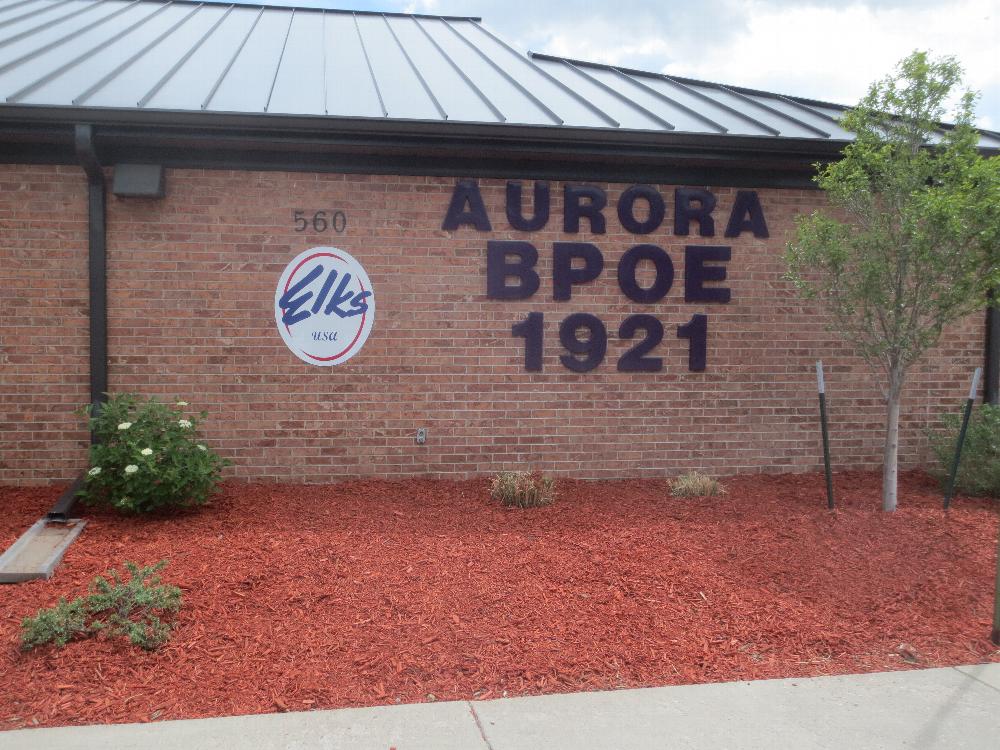 560
Elks
usa
AURORA
BPOE
1921